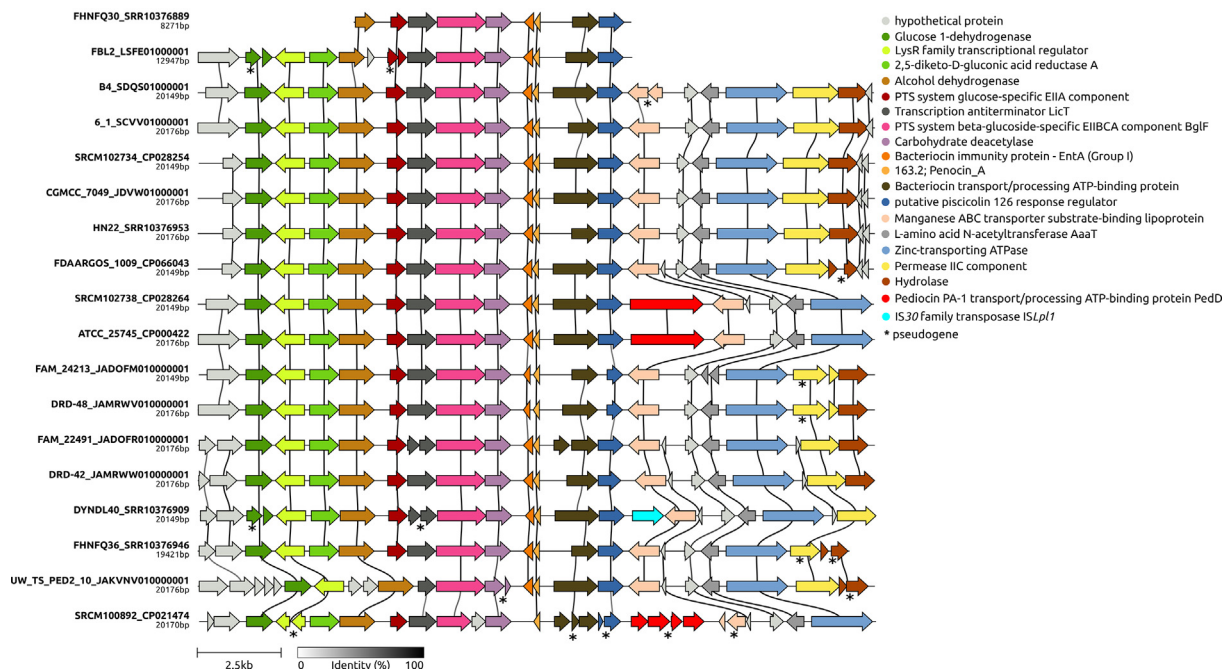 FHNFQ30_SRR10376889
8271bp
FBL2_LSFE01000001
12947bp
*
*
B4_SDQS01000001
20149bp
*
6_1_SCVV01000001
20176bp
SRCM102734_CP028254
20149bp
CGMCC_7049_JDVW01000001
20176bp
HN22_SRR10376953
20176bp
FDAARGOS_1009_CP066043
20149bp
*
SRCM102738_CP028264
20149bp
ATCC_25745_CP000422
20176bp
FAM_24213_JADOFM01000001
20149bp
*
DRD-48_JAMRWV01000001
20176bp
*
FAM_22491_JADOFR010000001
20176bp
DRD-42_JAMRWW01000001
20176bp
DYNDL40_SRR10376909
20149bp
*
*
FHNFQ36_SRR10376946
19421bp
*
*
UW_TS_PED2_10_JAKVNV010000001
20176bp
*
*
SRCM100892_CP021474
20170bp
*
*
*
*
*
2.5kb
0
Identity (%)
100
hypothetical protein
Glucose 1-dehydrogenase
LysR family transcriptional regulator
2,5-diketo-D-gluconic acid reductase A
Alcohol dehydrogenase
PTS system glucose-specific EIIA component
Transcription antiterminator LicT
PTS system beta-glucoside-specific EIIBCA component BglF
Carbohydrate deacetylase
Bacteriocin immunity protein - EntA (Group I)
163.2; Penocin_A
Bacteriocin transport/processing ATP-binding protein
putative piscicolin 126 response regulator
Manganese ABC transporter substrate-binding lipoprotein
L-amino acid N-acetyltransferase AaaT
Zinc-transporting ATPase
Permease IIC component
Hydrolase
Pediocin PA-1 transport/processing ATP-binding protein PedD
IS30 family transposase ISLpl1
* pseudogene